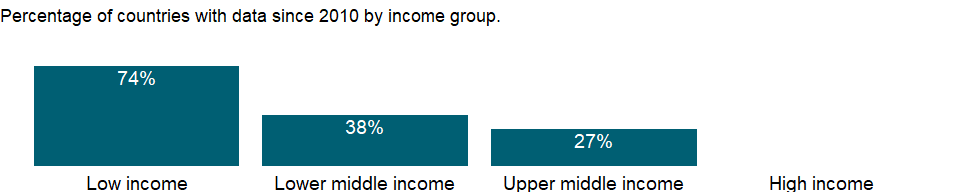 Percentage of countries with data since 2010 by income group.
74%
38%
27%
Low income
Lower middle income
Upper middle income
High income